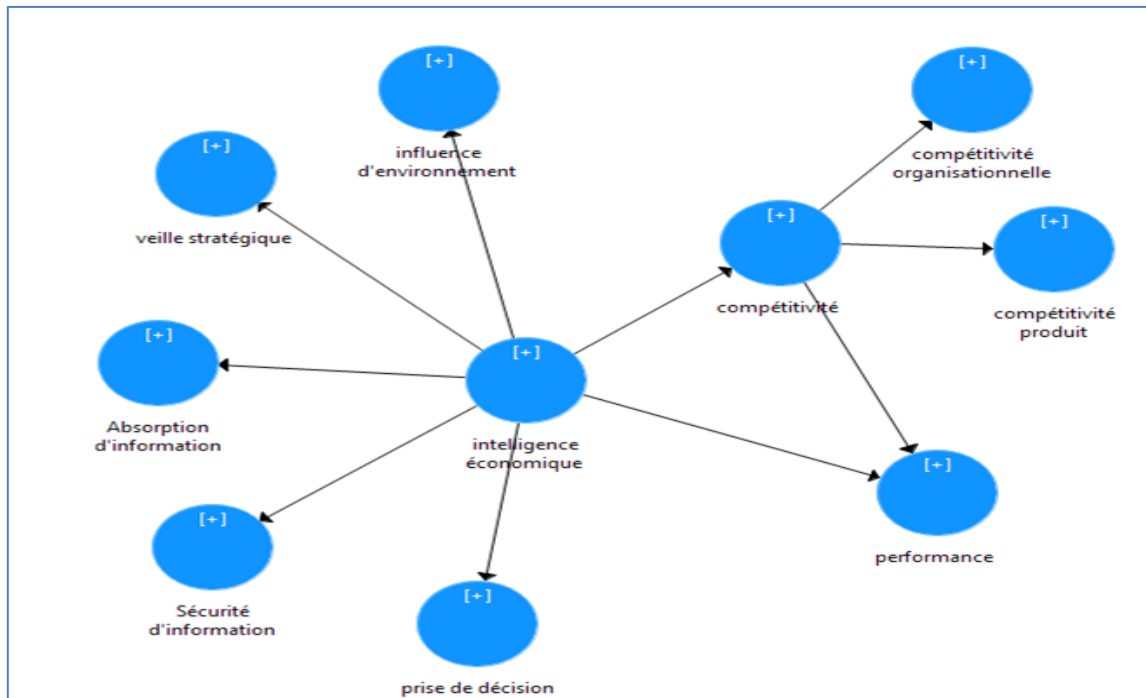 [+]
influence
d'environnement
[+]
compétitivité
organisationnelle
[+]
veille stratégique
[+]
compétitivité
[+]
compétitivité
produit
[+]
Absorption
d'information
[+]
intelligence
économique
[+]
performance
[+]
Sécurité
d'information
[+]
prise de décision